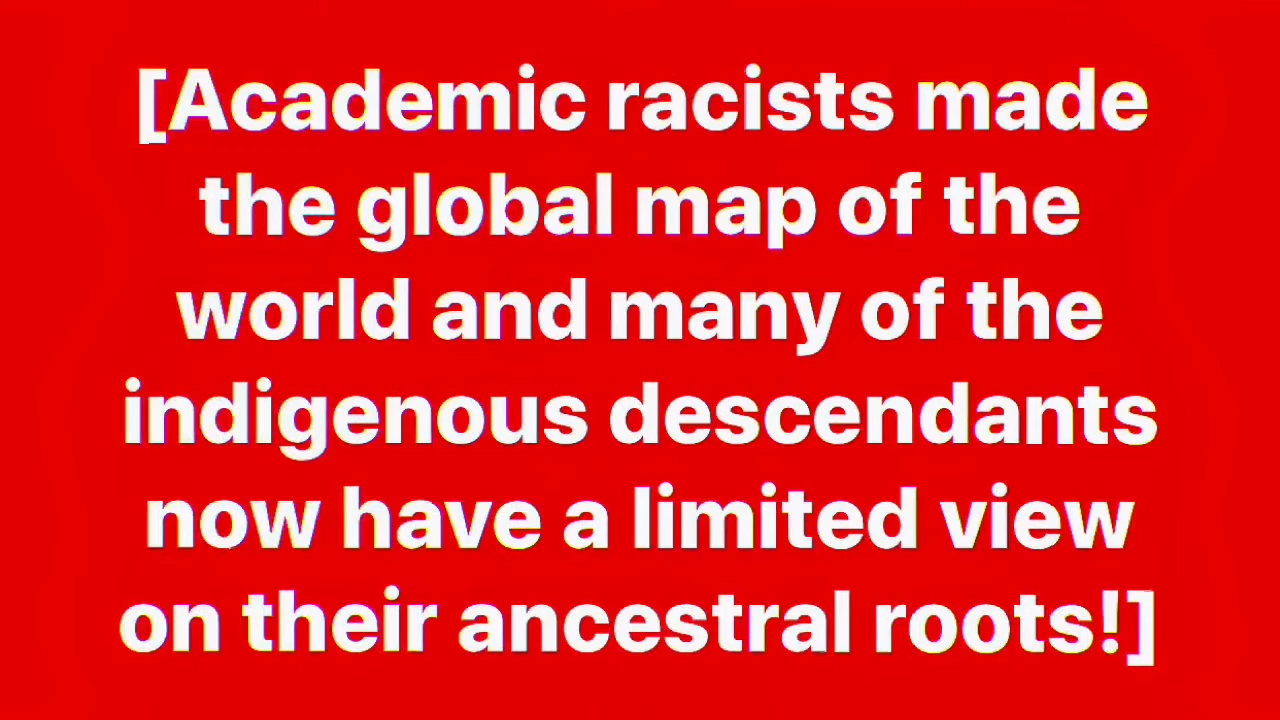 [Academic racists made
the global map of the
world and many of the
indigenous descendants
now have a limited view
on their ancestral roots!]